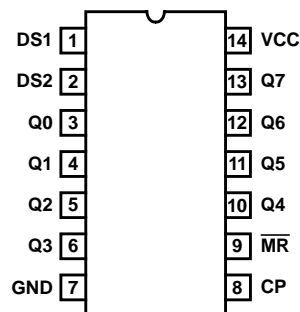 DS1 1 14 VCC
DS2 2 13 Q7
Q0 3 12 Q6
Q1 4 11 Q5
Q2 5 10 Q4
Q3 6 9 M̅R̅
GND 7 8 CP